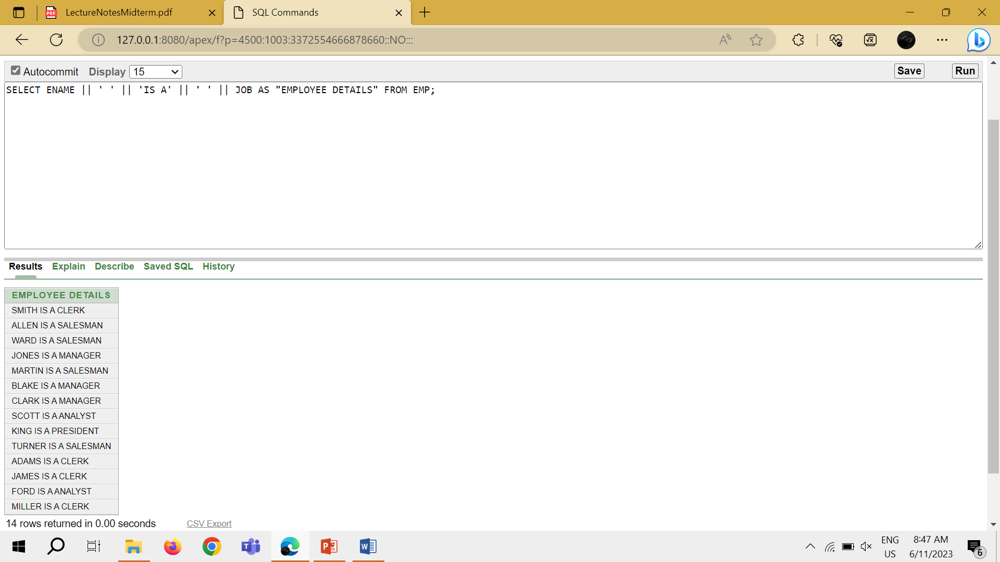 LectureNotesMidterm.pdf
SQL Commands
127.0.0.1:8080/apex/f?p=4500:1003:3372554666878660::NO:::
Autocommit Display 15 Save Run
SELECT ENAME || ' ' || 'IS A' || ' ' || JOB AS "EMPLOYEE DETAILS" FROM EMP;
Results Explain Describe Saved SQL History
EMPLOYEE DETAILS
SMITH IS A CLERK
ALLEN IS A SALESMAN
WARD IS A SALESMAN
JONES IS A MANAGER
MARTIN IS A SALESMAN
BLAKE IS A MANAGER
CLARK IS A MANAGER
SCOTT IS A ANALYST
KING IS A PRESIDENT
TURNER IS A SALESMAN
ADAMS IS A CLERK
JAMES IS A CLERK
FORD IS A ANALYST
MILLER IS A CLERK
14 rows returned in 0.00 seconds CSV Export
ENG 8:47 AM
US 6/11/2023 6